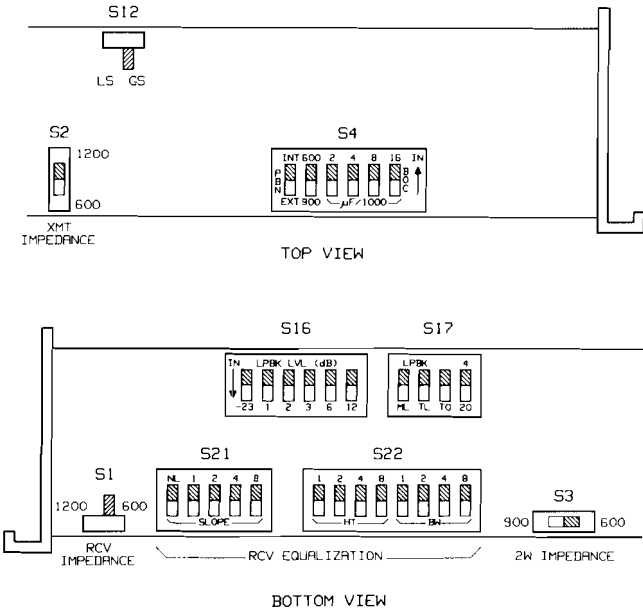 S12
LS GS
S2
1200
600
XMT
IMPEDANCE
S4
INT 600 2 4 8 16 IN
PBN
BOC
EXT 900 µF/1000
TOP VIEW
S16
IN LPBK LVL (dB)
-23 1 2 3 6 12
S17
LPBK 4
ML TL TO 20
S21
NL 1 2 4 8
SLOPE
S22
1 2 4 8 1 2 4 8
HT BW
S1
1200 600
RCV
IMPEDANCE
RCV EQUALIZATION
S3
900 600
2W IMPEDANCE
BOTTOM VIEW